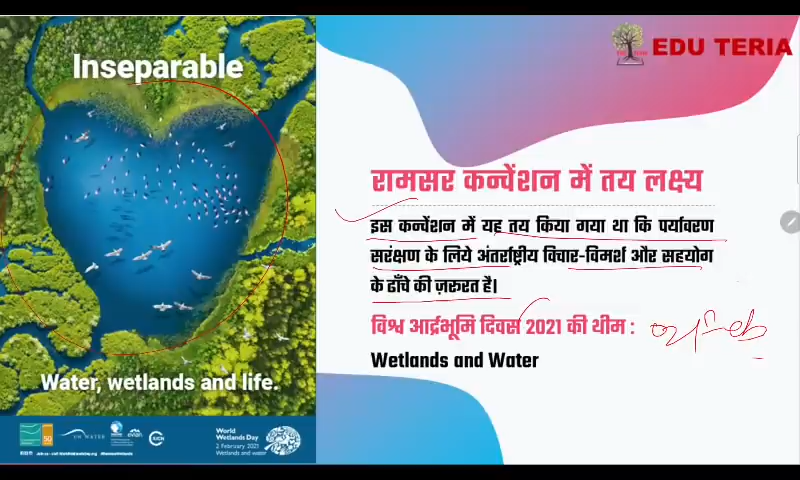 Inseparable
Water, wetlands and life.
World
Wetlands Day
2 February 2021
Wetlands and water
EDU TERIA
रामसर कन्वेंशन में तय लक्ष्य
इस कन्वेंशन में यह तय किया गया था कि पर्यावरण
सरंक्षण के लिये अंतर्राष्ट्रीय विचार-विमर्श और सहयोग
के ढाँचे की ज़रूरत है।
विश्व आर्द्रभूमि दिवस 2021 की थीम :
Wetlands and Water